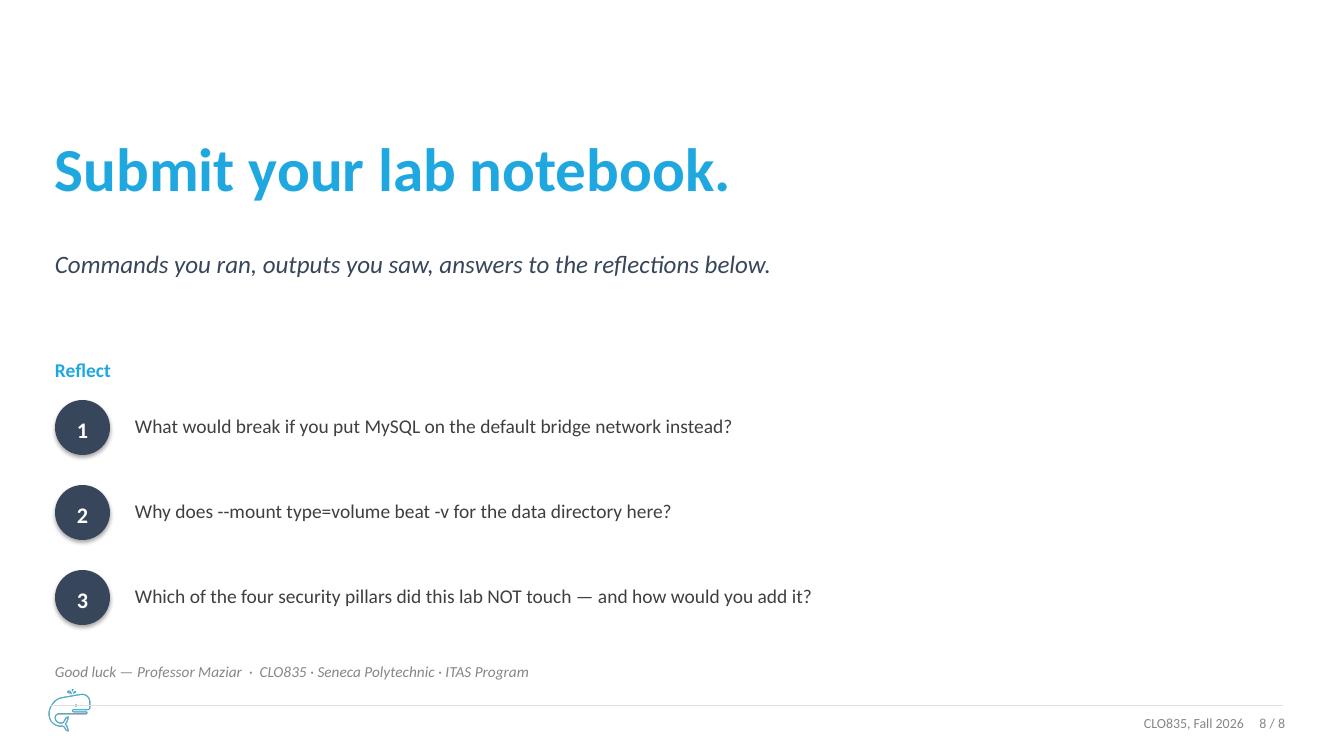 Submit your lab notebook.
Commands you ran, outputs you saw, answers to the reflections below.
Reflect
1
What would break if you put MySQL on the default bridge network instead?
2
Why does --mount type=volume beat -v for the data directory here?
3
Which of the four security pillars did this lab NOT touch — and how would you add it?
Good luck — Professor Maziar · CLO835 · Seneca Polytechnic · ITAS Program
CLO835, Fall 2026 8 / 8